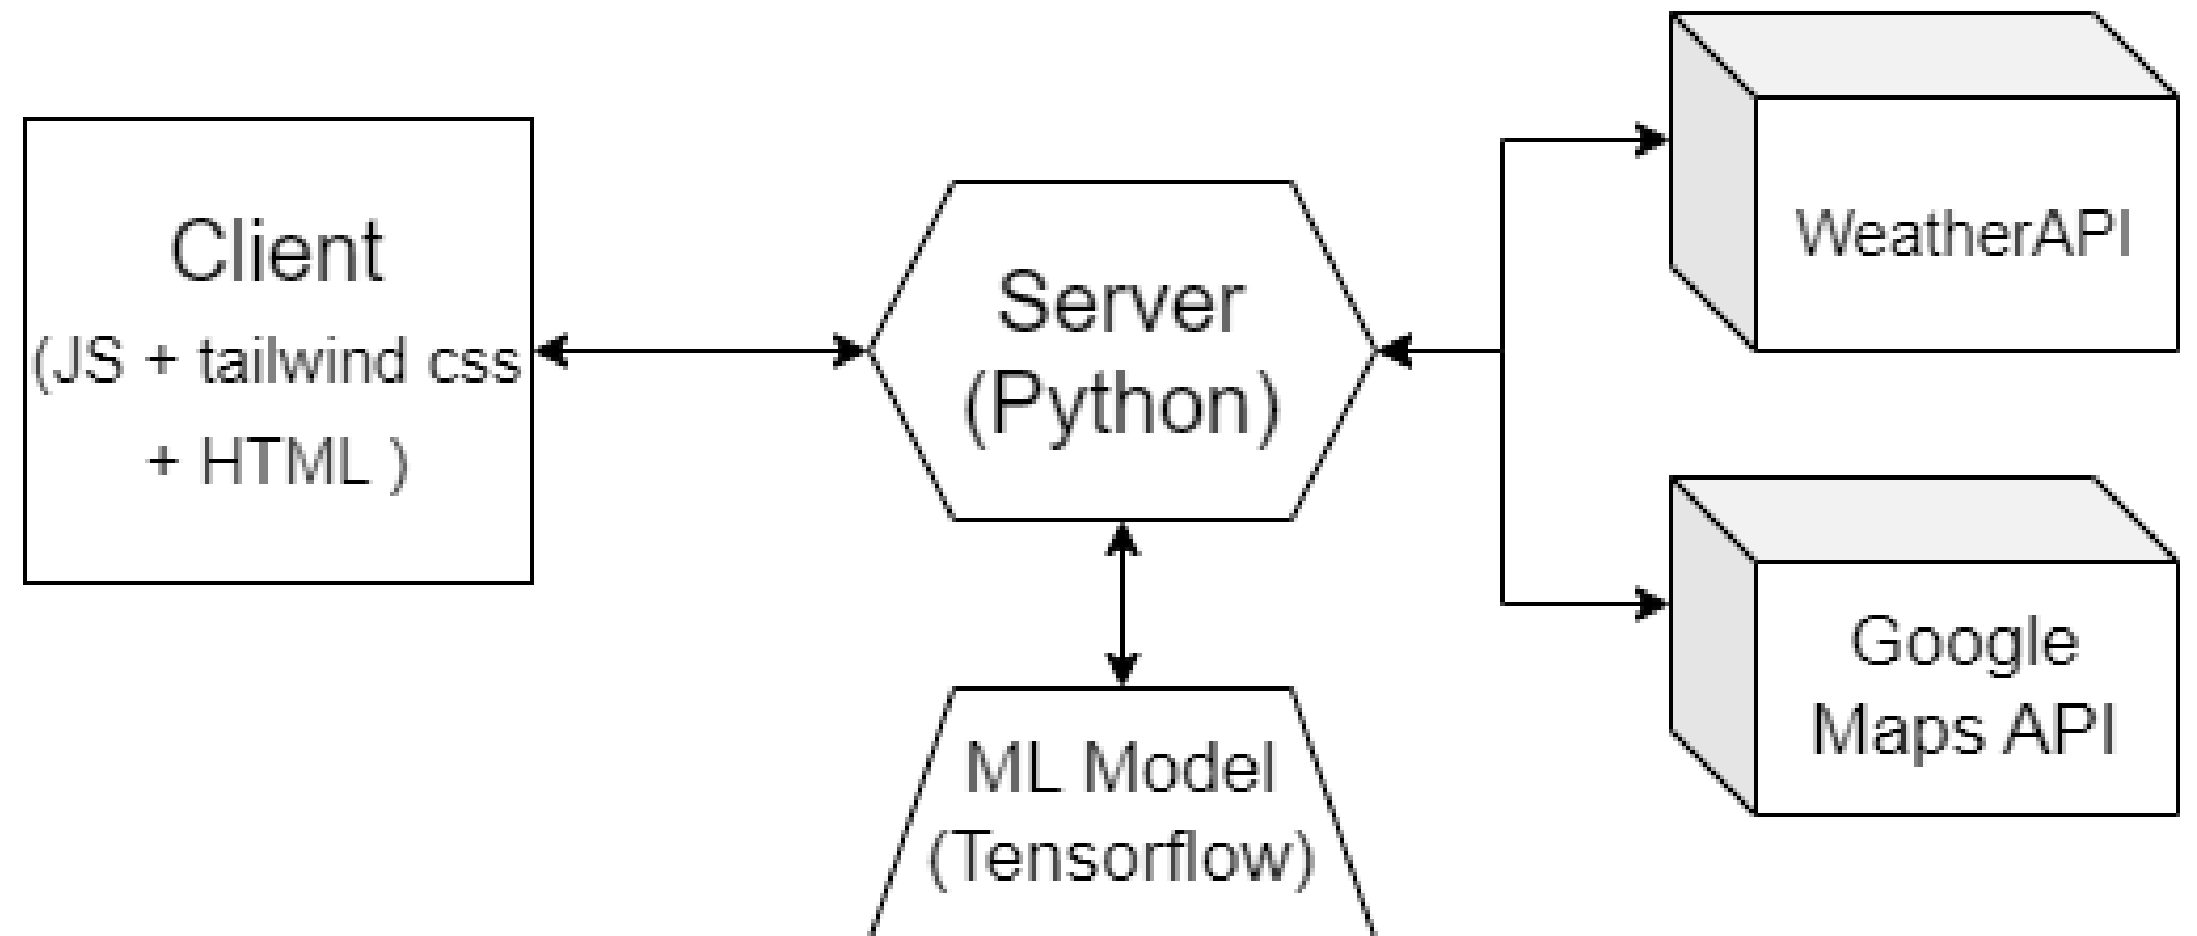 Client
(JS + tailwind css
+ HTML )
Server
(Python)
WeatherAPI
Google
Maps API
ML Model
(Tensorflow)